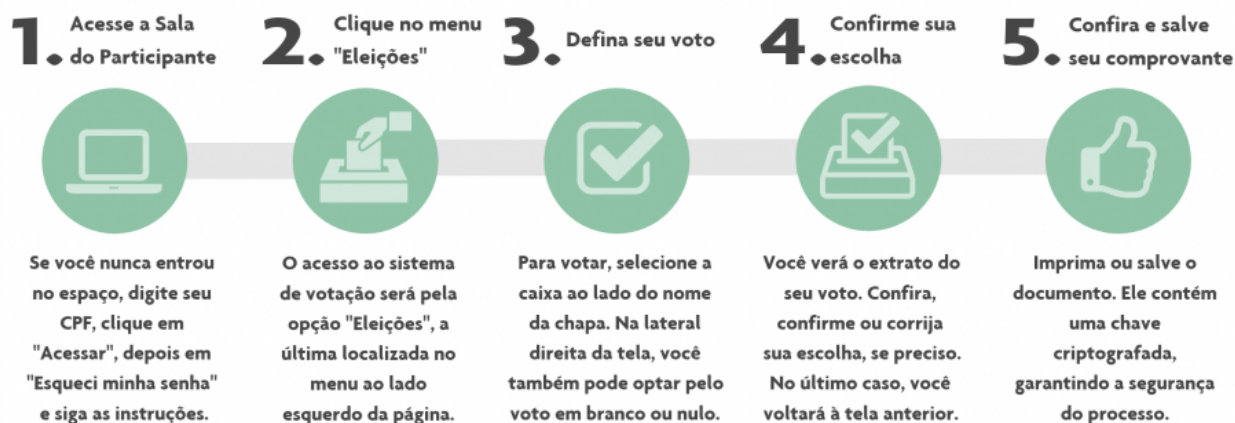 1. Acesse a Sala
do Participante
2. Clique no menu
"Eleições"
3. Defina seu voto
4. Confirme sua
escolha
5. Confira e salve
seu comprovante
Se você nunca entrou
no espaço, digite seu
CPF, clique em
"Acessar", depois em
"Esqueci minha senha"
e siga as instruções.
O acesso ao sistema
de votação será pela
opção "Eleições", a
última localizada no
menu ao lado
esquerdo da página.
Para votar, selecione a
caixa ao lado do nome
da chapa. Na lateral
direita da tela, você
também pode optar pelo
voto em branco ou nulo.
Você verá o extrato do
seu voto. Confira,
confirme ou corrija
sua escolha, se preciso.
No último caso, você
voltará à tela anterior.
Imprima ou salve o
documento. Ele contém
uma chave
criptografada,
garantindo a segurança
do processo.